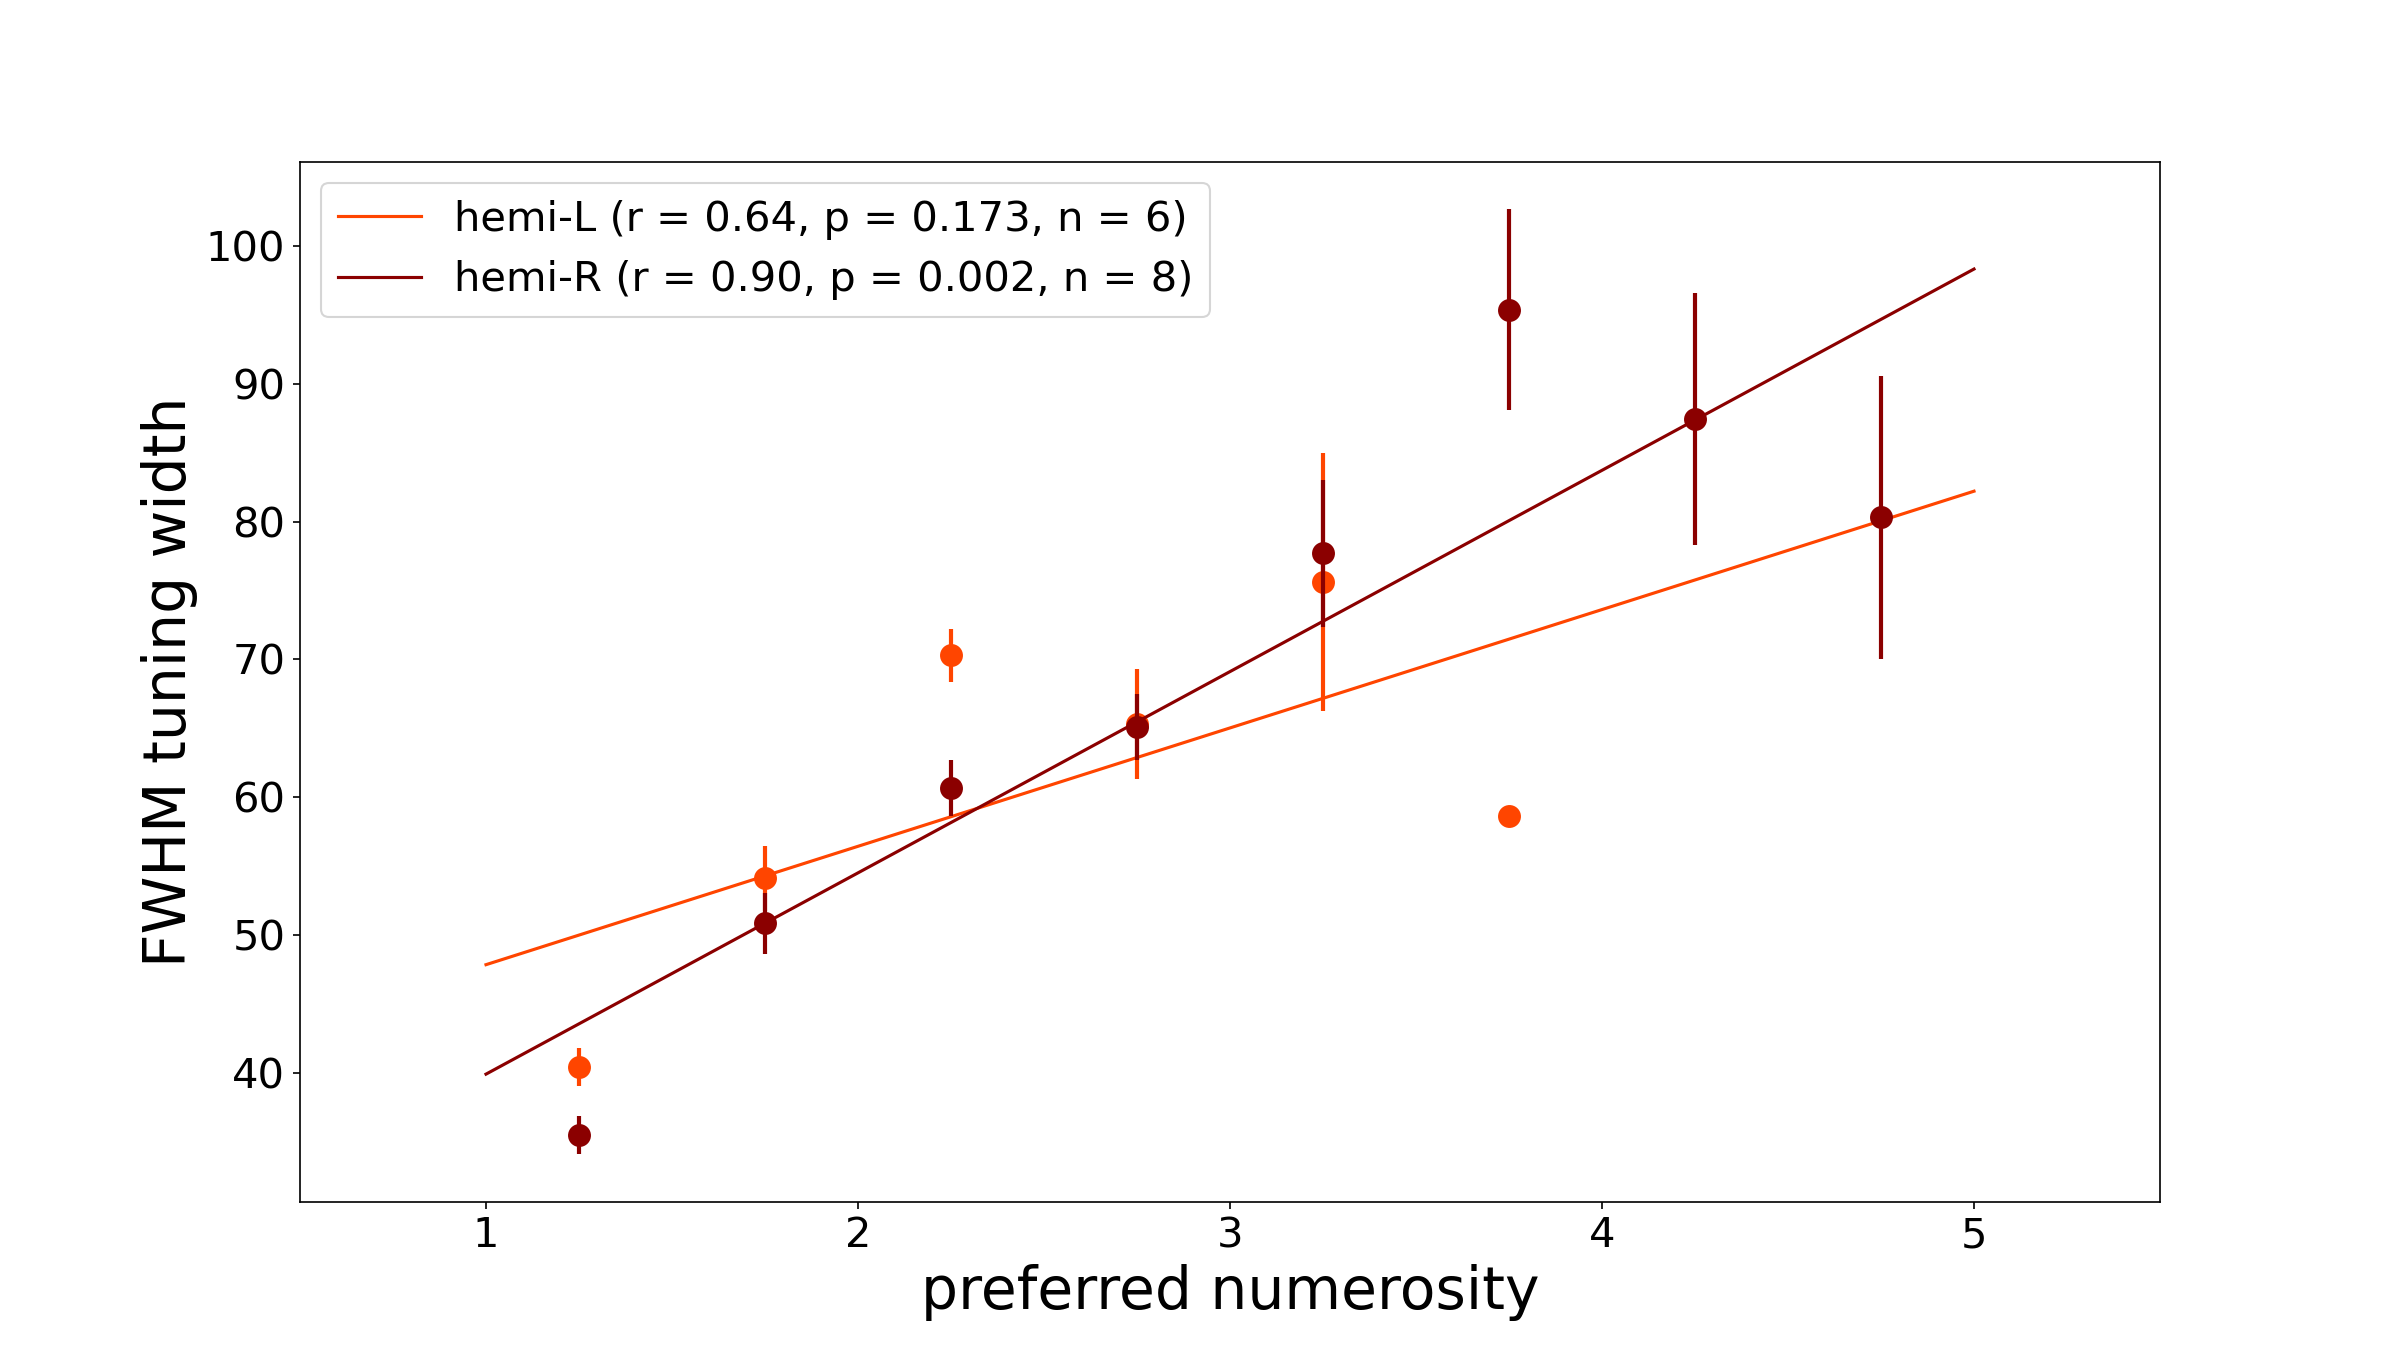 hemi-L (r = 0.64, p = 0.173, n = 6)
hemi-R (r = 0.90, p = 0.002, n = 8)
100
90
80
70
60
50
40
FWHM tuning width
1 2 3 4 5
preferred numerosity